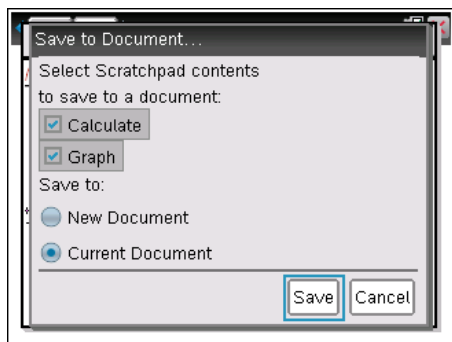 Save to Document...
Select Scratchpad contents
to save to a document:
Calculate
Graph
Save to:
New Document
Current Document
Save Cancel